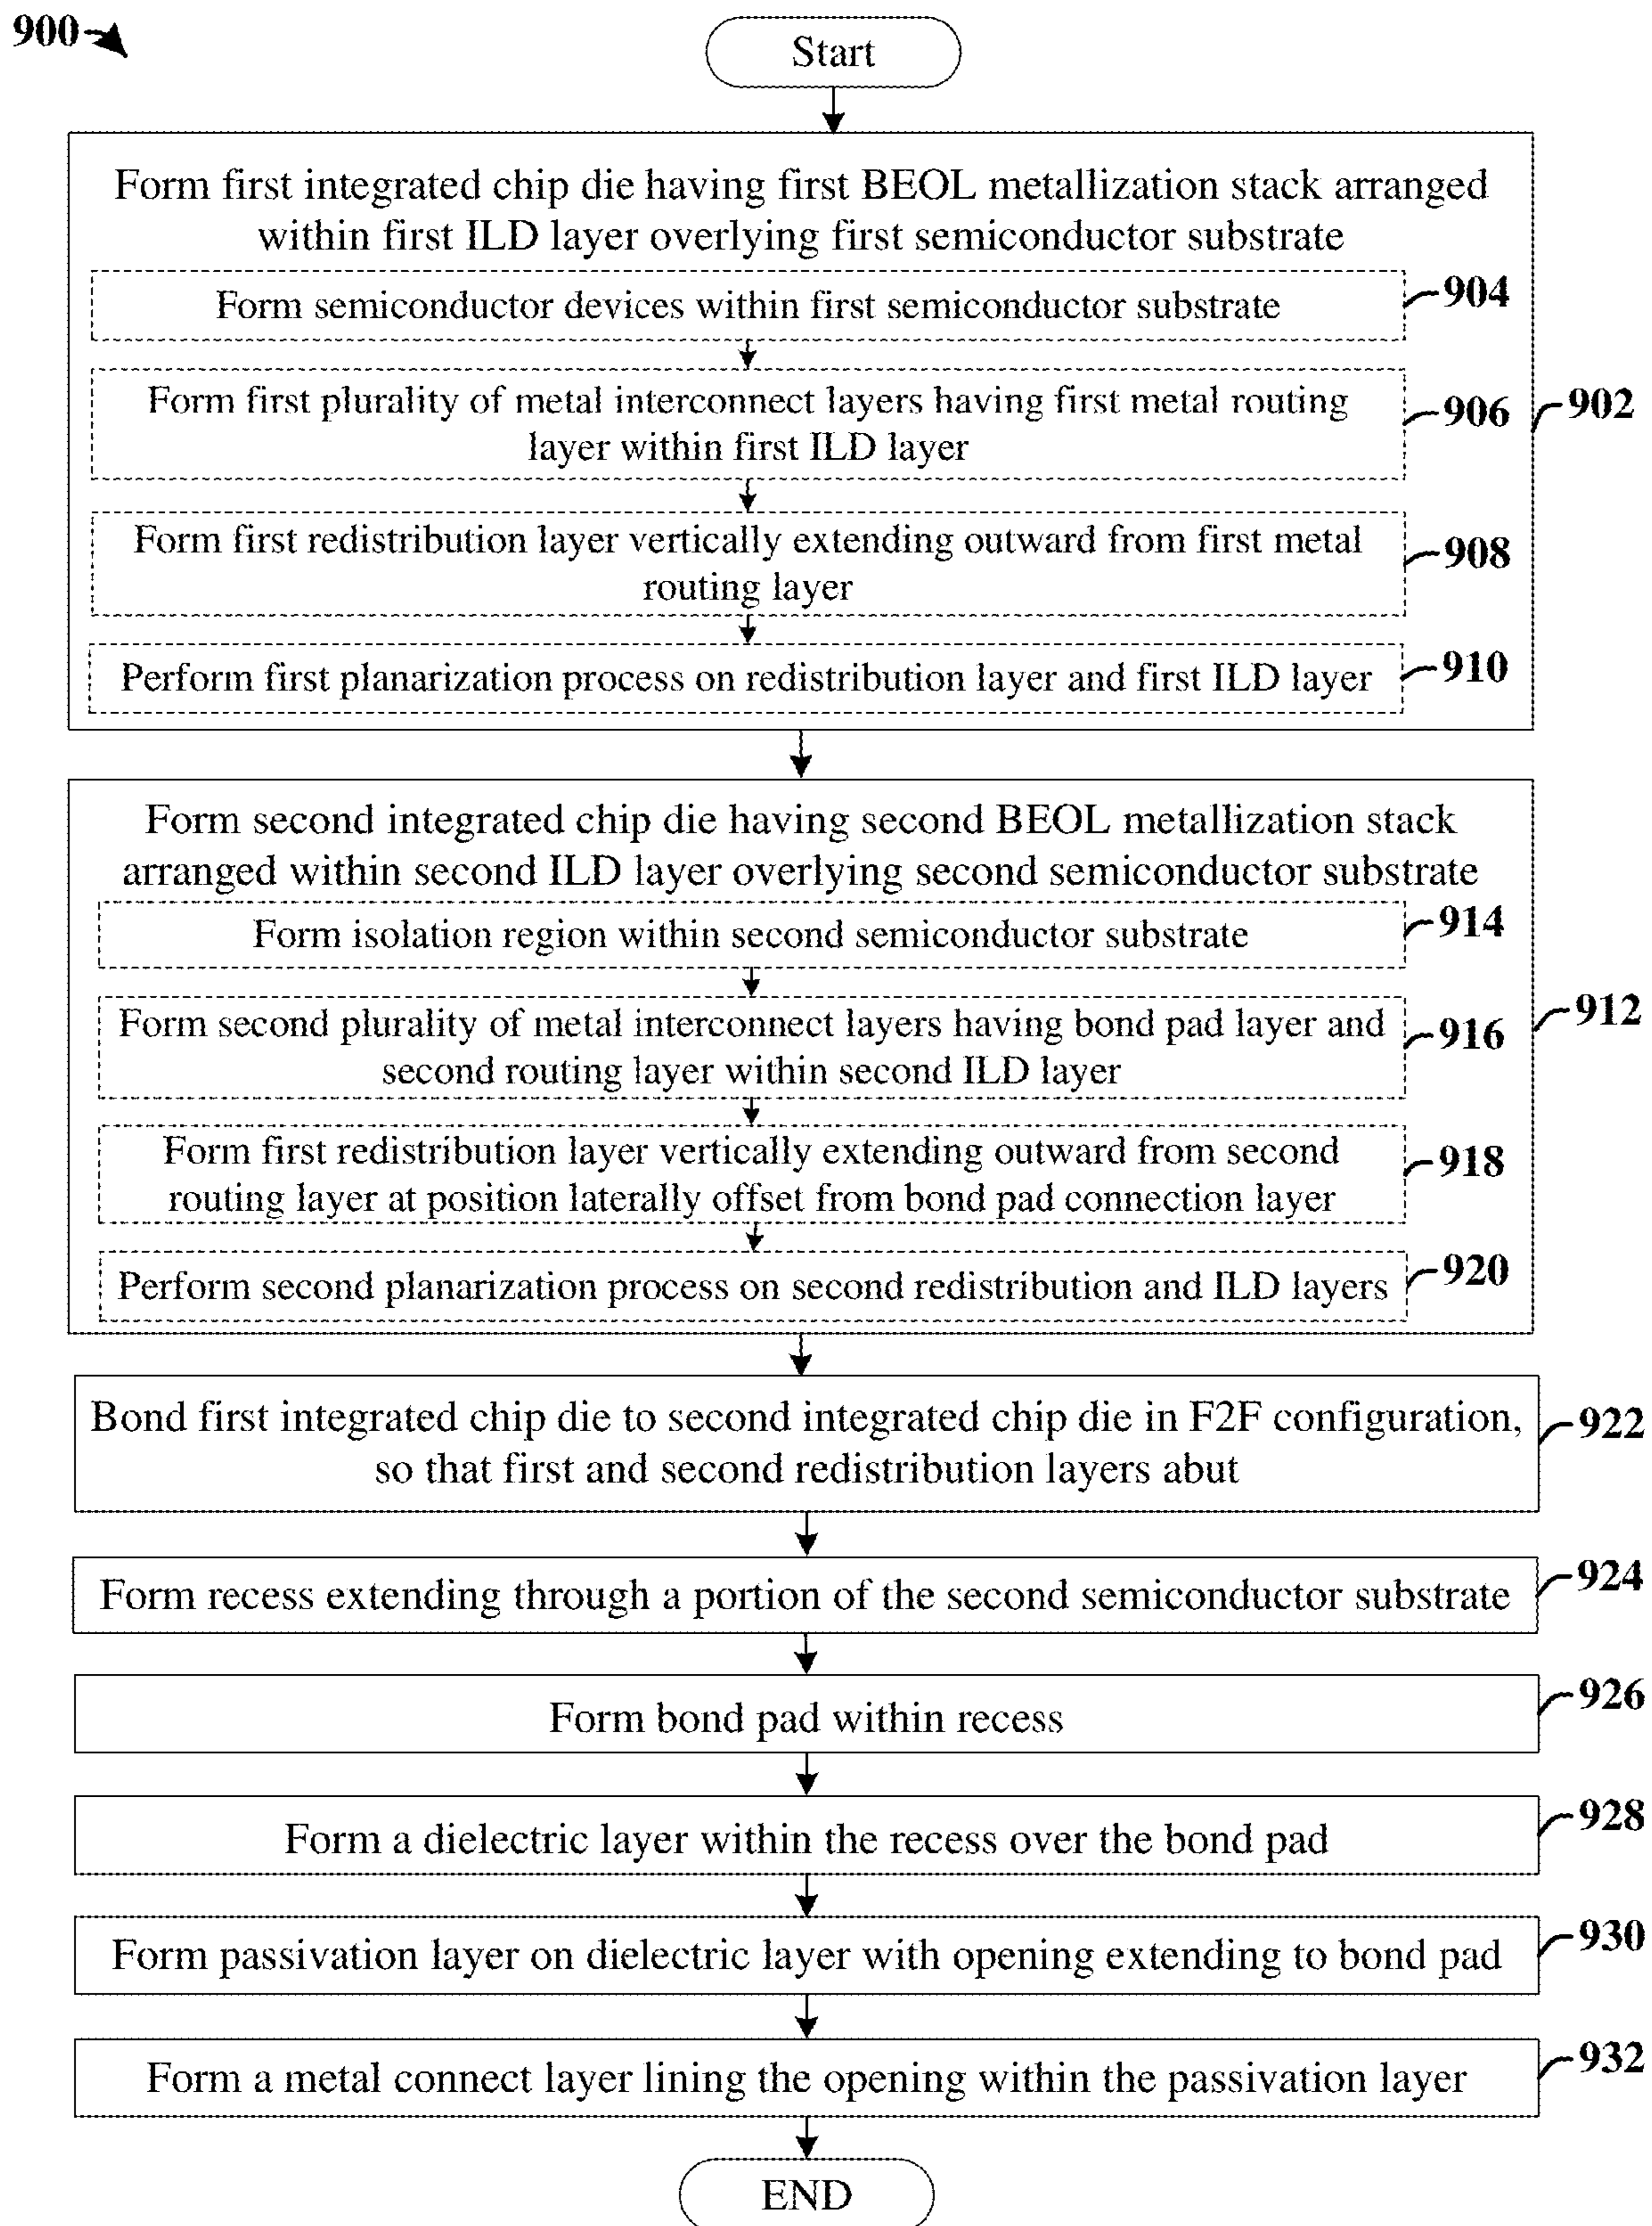 900
Start
Form first integrated chip die having first BEOL metallization stack arranged
within first ILD layer overlying first semiconductor substrate
Form semiconductor devices within first semiconductor substrate
904
Form first plurality of metal interconnect layers having first metal routing
layer within first ILD layer
906
902
Form first redistribution layer vertically extending outward from first metal
routing layer
908
Perform first planarization process on redistribution layer and first ILD layer
910
Form second integrated chip die having second BEOL metallization stack
arranged within second ILD layer overlying second semiconductor substrate
Form isolation region within second semiconductor substrate
914
Form second plurality of metal interconnect layers having bond pad layer and
second routing layer within second ILD layer
916
912
Form first redistribution layer vertically extending outward from second
routing layer at position laterally offset from bond pad connection layer
918
Perform second planarization process on second redistribution and ILD layers
920
Bond first integrated chip die to second integrated chip die in F2F configuration,
so that first and second redistribution layers abut
922
Form recess extending through a portion of the second semiconductor substrate
924
Form bond pad within recess
926
Form a dielectric layer within the recess over the bond pad
928
Form passivation layer on dielectric layer with opening extending to bond pad
930
Form a metal connect layer lining the opening within the passivation layer
932
END